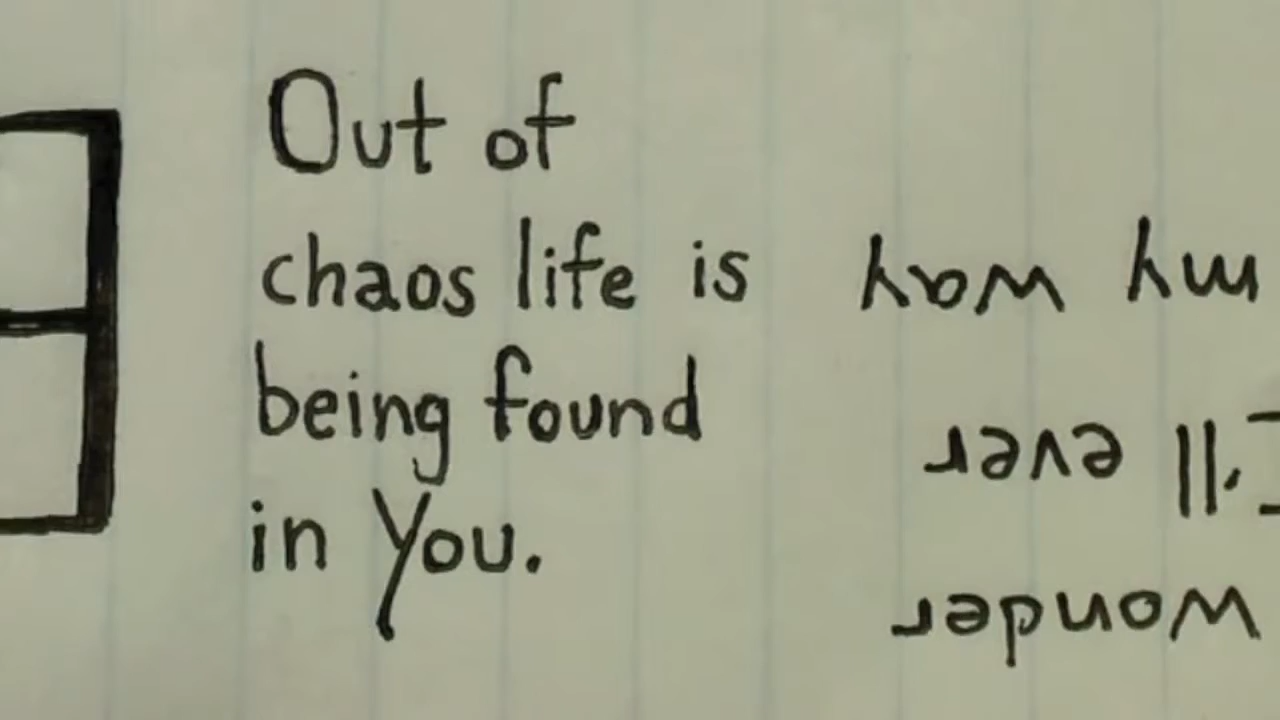 Out of
chaos life is
being found
in You.
wonder
I'll ever
my way